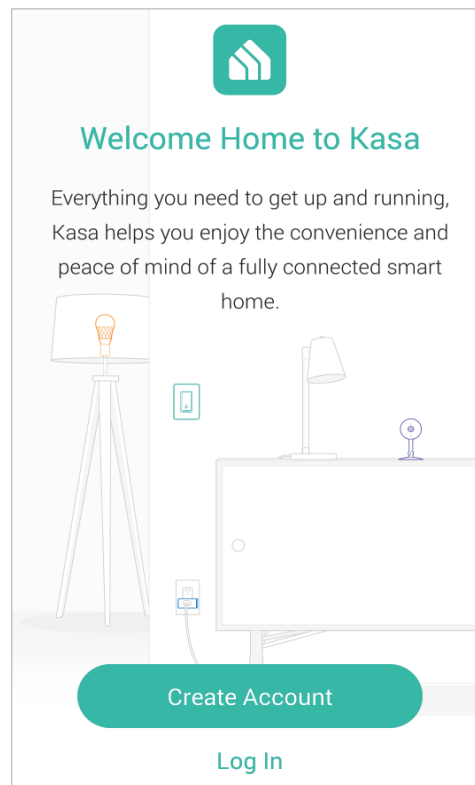 Welcome Home to Kasa
Everything you need to get up and running,
Kasa helps you enjoy the convenience and
peace of mind of a fully connected smart
home.
Create Account
Log In